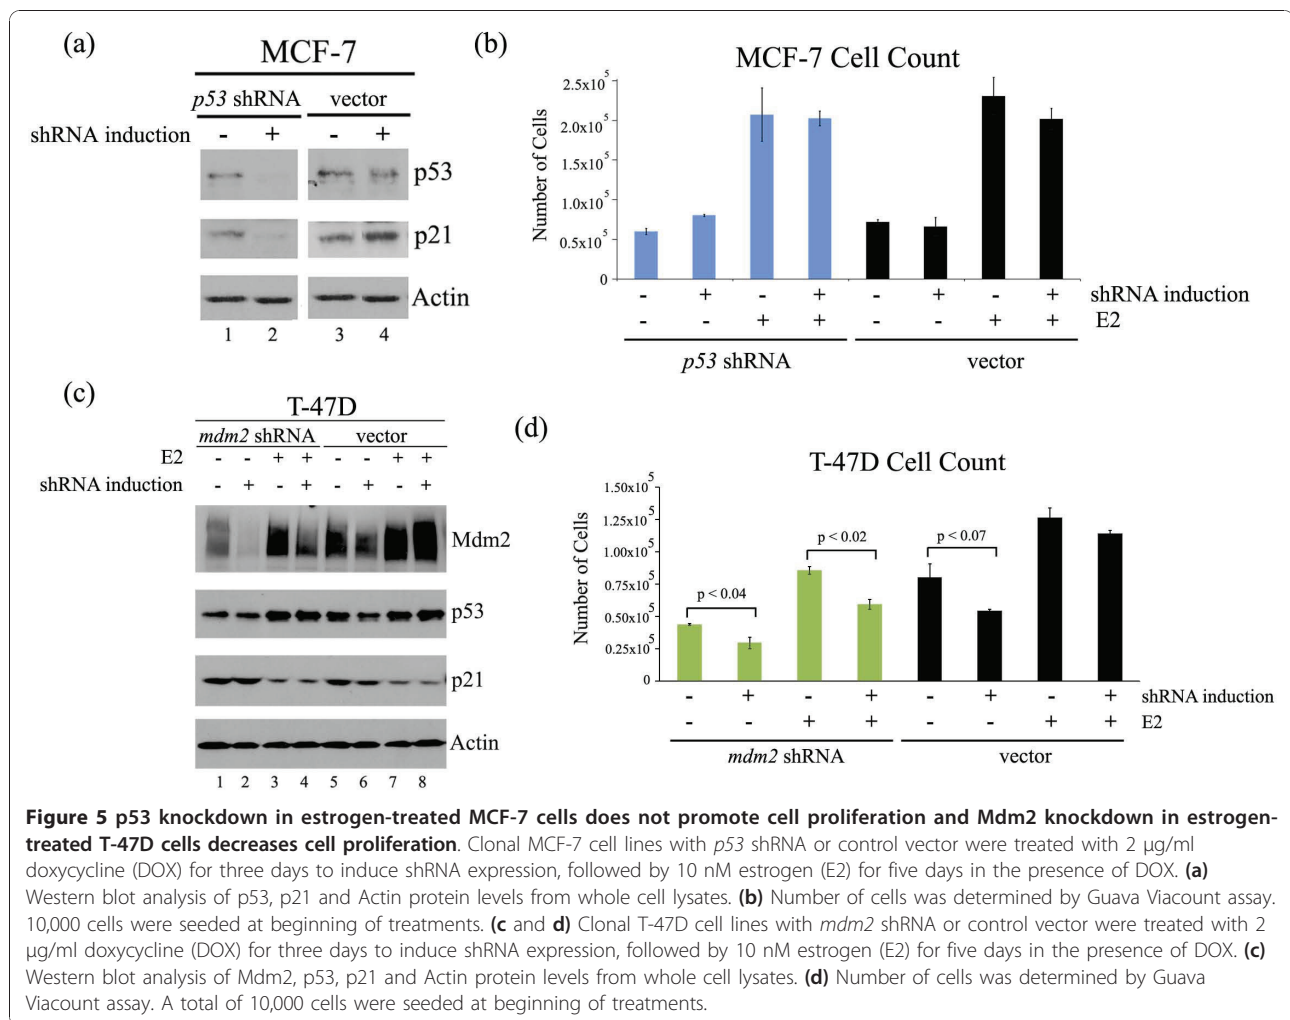 (a)
MCF-7
p53 shRNA vector
shRNA induction - + - +
p53
p21
Actin
1 2 3 4
(b)
MCF-7 Cell Count
Number of Cells
2.5x10^5
2.0x10^5
1.5x10^5
1.0x10^5
0.5x10^5
0
- + - + - + - + shRNA induction
- - + + - - + + E2
p53 shRNA vector
(c)
T-47D
mdm2 shRNA vector
E2 - - + + - - + +
shRNA induction - + - + - + - +
Mdm2
p53
p21
Actin
1 2 3 4 5 6 7 8
(d)
T-47D Cell Count
Number of Cells
1.50x10^5
1.25x10^5
1.00x10^5
0.75x10^5
0.50x10^5
0.25x10^5
0
p < 0.04
p < 0.02
p < 0.07
- + - + - + - + shRNA induction
- - + + - - + + E2
mdm2 shRNA vector
Figure 5 p53 knockdown in estrogen-treated MCF-7 cells does not promote cell proliferation and Mdm2 knockdown in estrogen-
treated T-47D cells decreases cell proliferation. Clonal MCF-7 cell lines with p53 shRNA or control vector were treated with 2 μg/ml
doxycycline (DOX) for three days to induce shRNA expression, followed by 10 nM estrogen (E2) for five days in the presence of DOX. (a)
Western blot analysis of p53, p21 and Actin protein levels from whole cell lysates. (b) Number of cells was determined by Guava Viacount assay.
10,000 cells were seeded at beginning of treatments. (c and d) Clonal T-47D cell lines with mdm2 shRNA or control vector were treated with 2
μg/ml doxycycline (DOX) for three days to induce shRNA expression, followed by 10 nM estrogen (E2) for five days in the presence of DOX. (c)
Western blot analysis of Mdm2, p53, p21 and Actin protein levels from whole cell lysates. (d) Number of cells was determined by Guava
Viacount assay. A total of 10,000 cells were seeded at beginning of treatments.